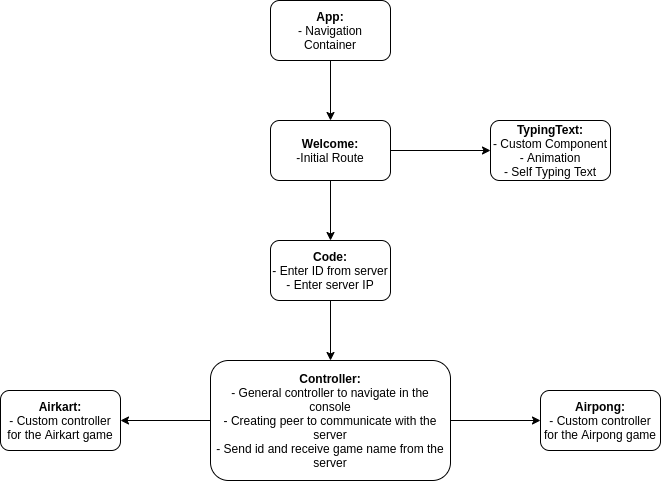 App:
- Navigation
Container
Welcome:
-Initial Route
TypingText:
- Custom Component
- Animation
- Self Typing Text
Code:
- Enter ID from server
- Enter server IP
Controller:
- General controller to navigate in the
console
- Creating peer to communicate with the
server
- Send id and receive game name from the
server
Airkart:
- Custom controller
for the Airkart game
Airpong:
- Custom controller
for the Airpong game